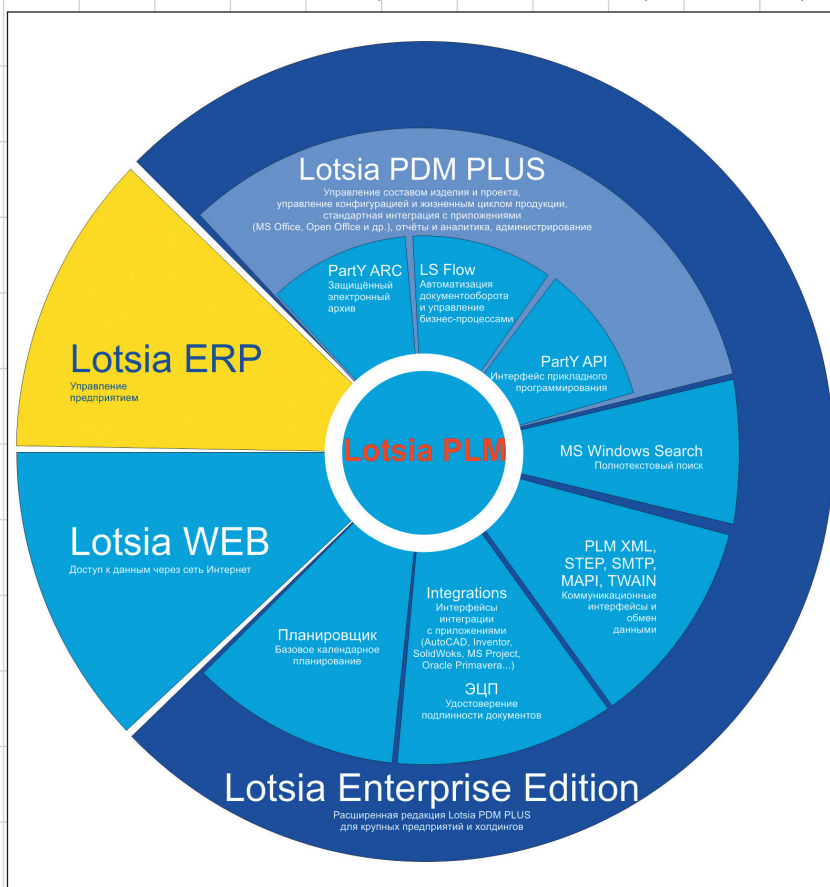 Lotsia PDM PLUS
Управление составом изделия и проекта,
управление конфигурацией и жизненным циклом продукции,
стандартная интеграция с приложениями
(MS Office, Open Office и др.), отчёты и аналитика, администрирование
PartY ARC
Защищённый
электронный
архив
LS Flow
Автоматизация
документооборота
и управление
бизнес-процессами
PartY API
Интерфейс прикладного
программирования
Lotsia ERP
Управление
предприятием
Lotsia PLM
MS Windows Search
Полнотекстовый поиск
Lotsia WEB
Доступ к данным через сеть Интернет
PLM XML,
STEP, SMTP,
MAPI, TWAIN
Коммуникационные
интерфейсы и
обмен
данными
Integrations
Интерфейсы
интеграции
с приложениями
(AutoCAD, Inventor,
SolidWoks, MS Project,
Oracle Primavera...)
ЭЦП
Удостоверение
подлинности документов
Планировщик
Базовое календарное
планирование
Lotsia Enterprise Edition
Расширенная редакция Lotsia PDM PLUS
для крупных предприятий и холдингов